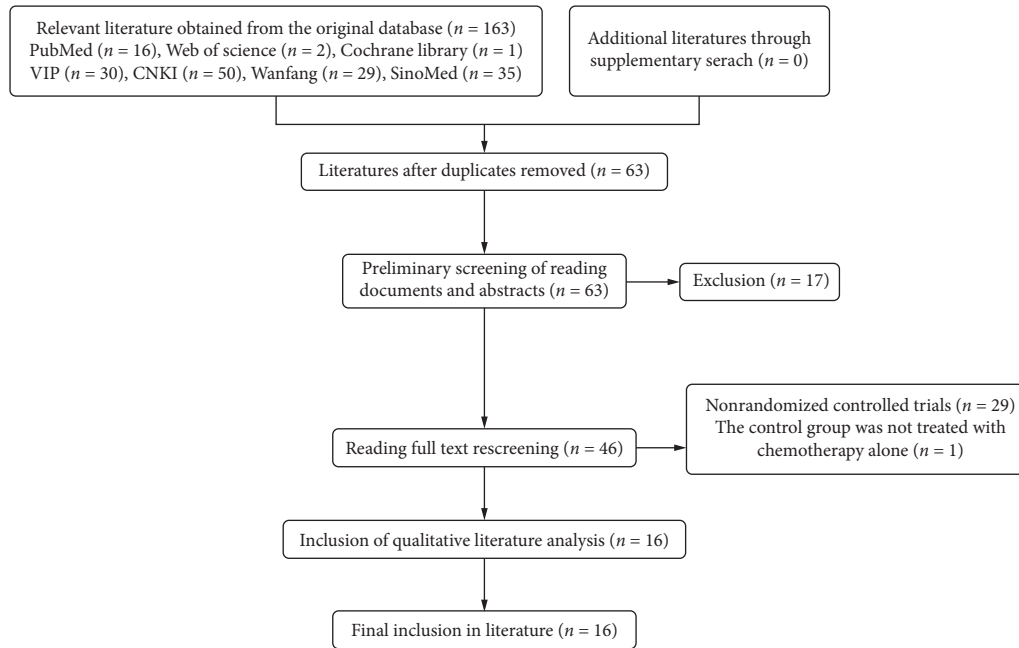 Relevant literature obtained from the original database (n = 163)
PubMed (n = 16), Web of science (n = 2), Cochrane library (n = 1)
VIP (n = 30), CNKI (n = 50), Wanfang (n = 29), SinoMed (n = 35)
Additional literatures through
supplementary serach (n = 0)
Literatures after duplicates removed (n = 63)
Preliminary screening of reading
documents and abstracts (n = 63)
Exclusion (n = 17)
Reading full text rescreening (n = 46)
Nonrandomized controlled trials (n = 29)
The control group was not treated with
chemotherapy alone (n = 1)
Inclusion of qualitative literature analysis (n = 16)
Final inclusion in literature (n = 16)